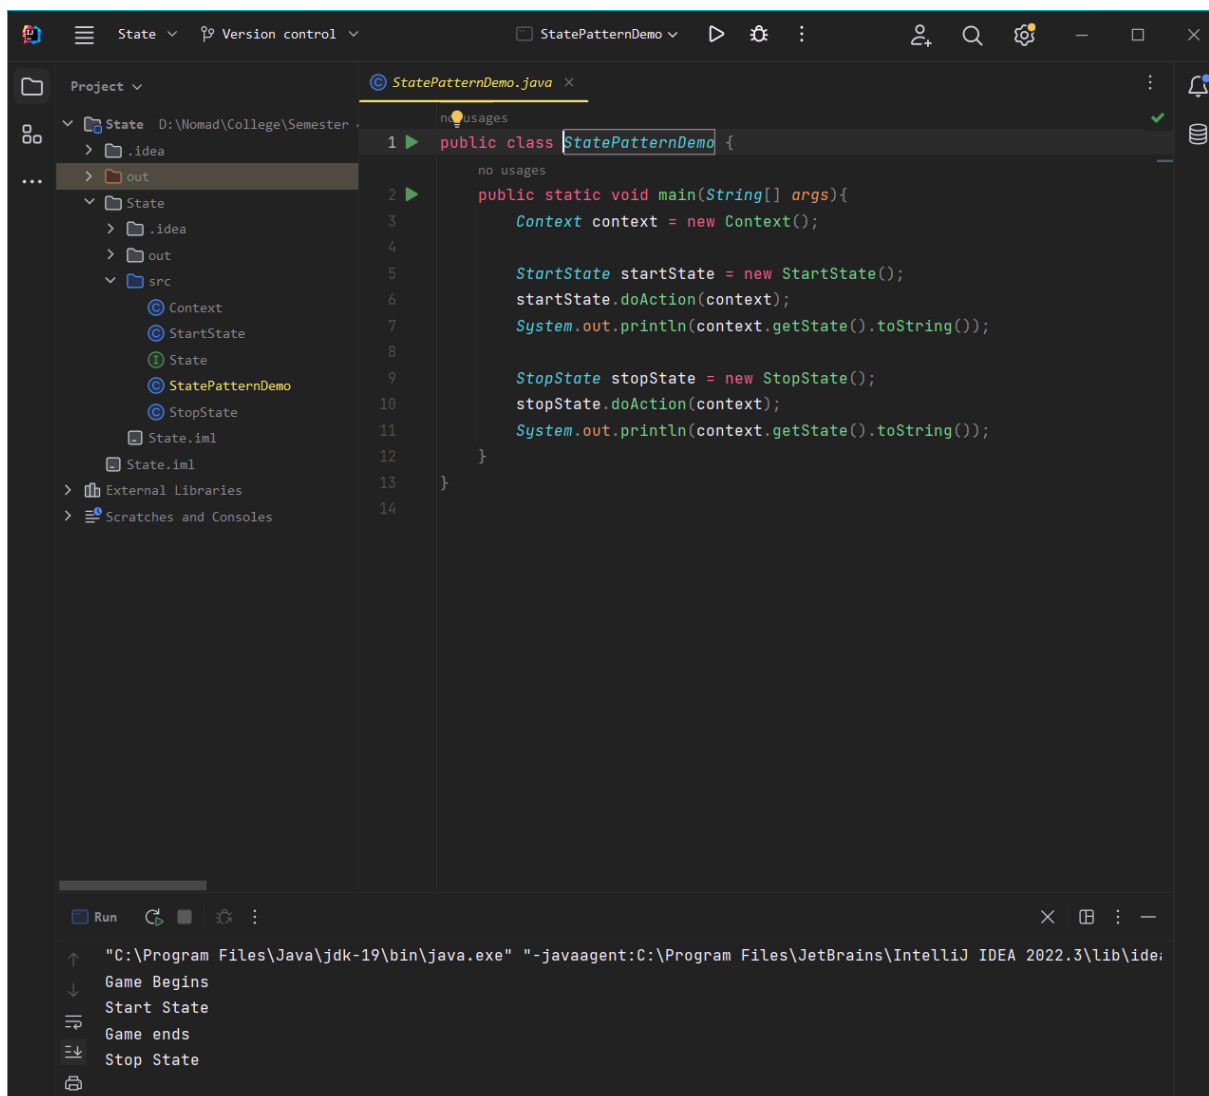 State Version control StatePatternDemo
Project
StatePatternDemo.java
State D:\Nomad\College\Semester
.idea
out
State
.idea
out
src
Context
StartState
State
StatePatternDemo
StopState
State.iml
State.iml
External Libraries
Scratches and Consoles
usages
1 public class StatePatternDemo {
no usages
2 public static void main(String[] args){
3 Context context = new Context();
4
5 StartState startState = new StartState();
6 startState.doAction(context);
7 System.out.println(context.getState().toString());
8
9 StopState stopState = new StopState();
10 stopState.doAction(context);
11 System.out.println(context.getState().toString());
12 }
13 }
14
Run
"C:\Program Files\Java\jdk-19\bin\java.exe" "-javaagent:C:\Program Files\JetBrains\IntelliJ IDEA 2022.3\lib\idea
Game Begins
Start State
Game ends
Stop State